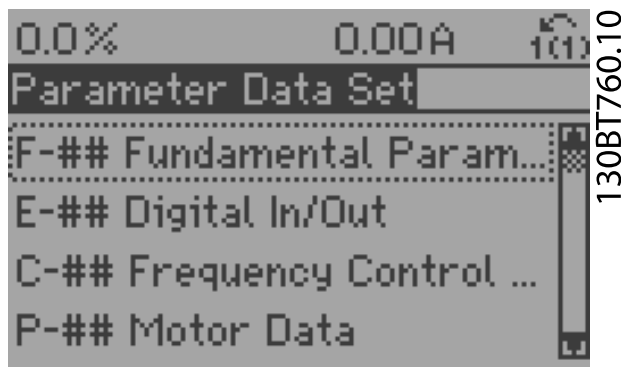 0.0% 0.00A 1(1)
Parameter Data Set
F-## Fundamental Param...
E-## Digital In/Out
C-## Frequency Control ...
P-## Motor Data
130BT760.10